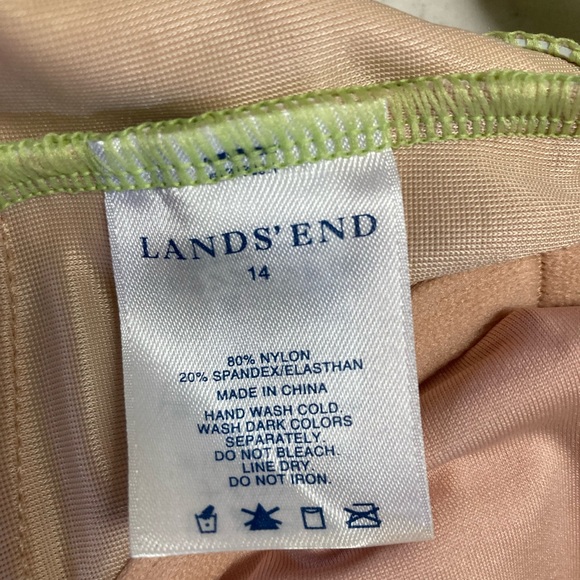 LANDS' END
14
80% NYLON
20% SPANDEX/ELASTHAN
MADE IN CHINA
HAND WASH COLD.
WASH DARK COLORS
SEPARATELY.
DO NOT BLEACH.
LINE DRY.
DO NOT IRON.